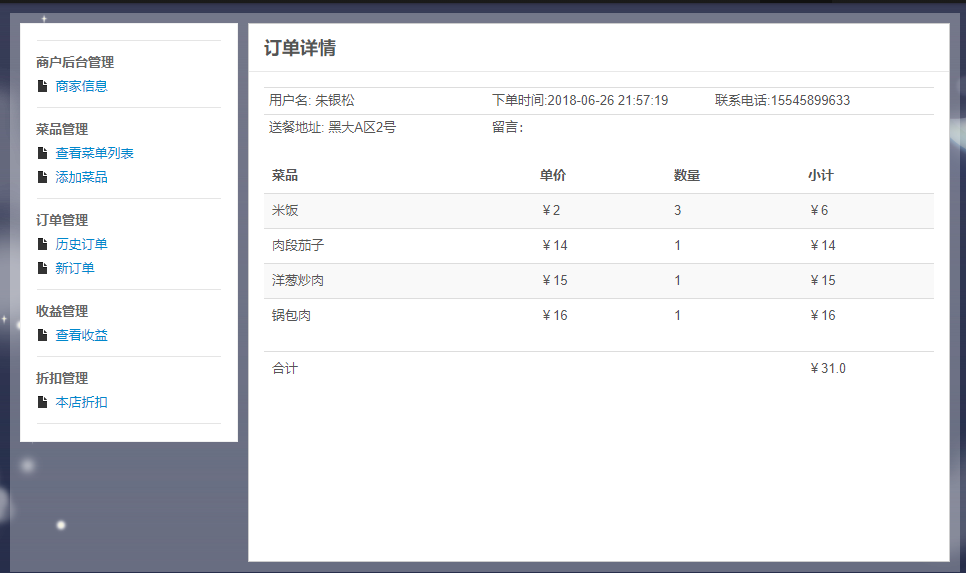 商户后台管理
商家信息
菜品管理
查看菜单列表
添加菜品
订单管理
历史订单
新订单
收益管理
查看收益
折扣管理
本店折扣
订单详情
用户名: 朱银松 下单时间:2018-06-26 21:57:19 联系电话:15545899633
送餐地址: 黑大A区2号 留言：
菜品 单价 数量 小计
米饭 ￥2 3 ￥6
肉段茄子 ￥14 1 ￥14
洋葱炒肉 ￥15 1 ￥15
锅包肉 ￥16 1 ￥16
合计 ￥31.0